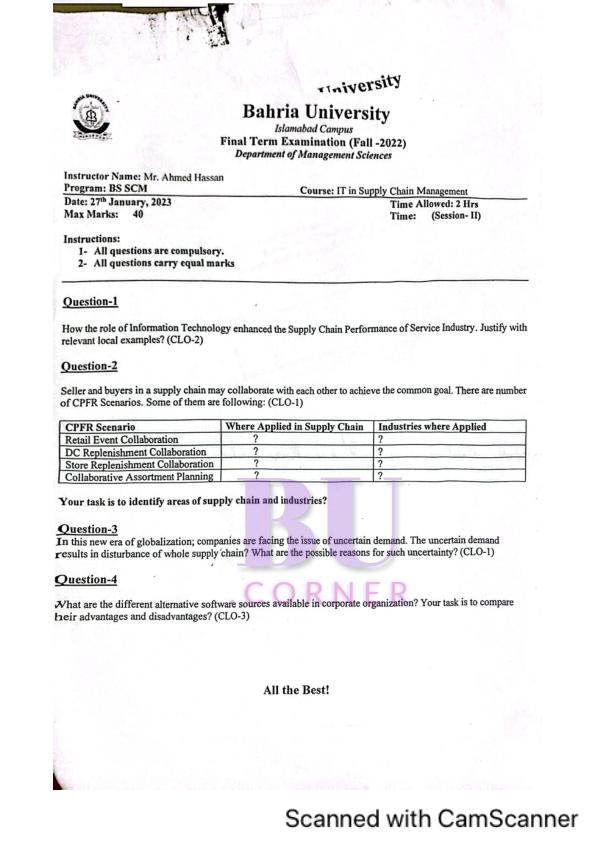 University
Bahria University
Islamabad Campus
Final Term Examination (Fall -2022)
Department of Management Sciences
Instructor Name: Mr. Ahmed Hassan
Program: BS SCM
Course: IT in Supply Chain Management
Date: 27th January, 2023
Time Allowed: 2 Hrs
Max Marks: 40
Time: (Session- II)
Instructions:
1- All questions are compulsory.
2- All questions carry equal marks
Question-1
How the role of Information Technology enhanced the Supply Chain Performance of Service Industry. Justify with
relevant local examples? (CLO-2)
Question-2
Seller and buyers in a supply chain may collaborate with each other to achieve the common goal. There are number
of CPFR Scenarios. Some of them are following: (CLO-1)
CPFR Scenario Where Applied in Supply Chain Industries where Applied
Retail Event Collaboration ? ?
DC Replenishment Collaboration ? ?
Store Replenishment Collaboration ? ?
Collaborative Assortment Planning ? ?
Your task is to identify areas of supply chain and industries?
BU
CORNER
Question-3
In this new era of globalization; companies are facing the issue of uncertain demand. The uncertain demand
results in disturbance of whole supply chain? What are the possible reasons for such uncertainty? (CLO-1)
Question-4
What are the different alternative software sources available in corporate organization? Your task is to compare
heir advantages and disadvantages? (CLO-3)
All the Best!
Scanned with CamScanner